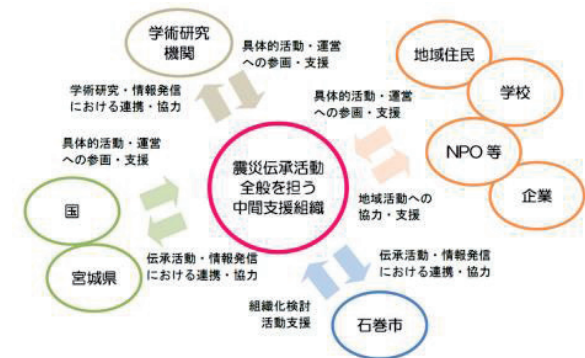 学術研究
機関
具体的活動・運営
への参画・支援
学術研究・情報発信
における連携・協力
地域住民
学校
NPO 等
企業
具体的活動・運営
への参画・支援
地域活動への
協力・支援
具体的活動・運営
への参画・支援
国
宮城県
伝承活動・情報発信
における連携・協力
震災伝承活動
全般を担う
中間支援組織
組織化検討
活動支援
伝承活動・情報発信
における連携・協力
石巻市